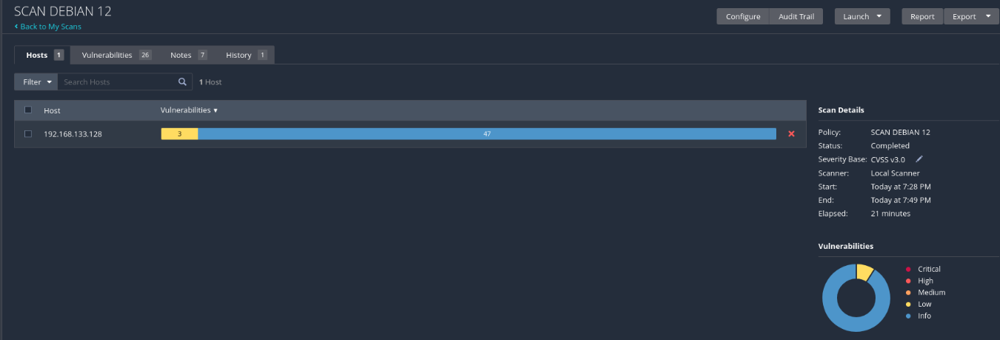 SCAN DEBIAN 12
Back to My Scans
Configure Audit Trail Launch Report Export
Hosts 1 Vulnerabilities 26 Notes 7 History 1
Filter Search Hosts 1 Host
Host Vulnerabilities
192.168.133.128 3 47
Scan Details
Policy: SCAN DEBIAN 12
Status: Completed
Severity Base: CVSS v3.0
Scanner: Local Scanner
Start: Today at 7:28 PM
End: Today at 7:49 PM
Elapsed: 21 minutes
Vulnerabilities
Critical
High
Medium
Low
Info